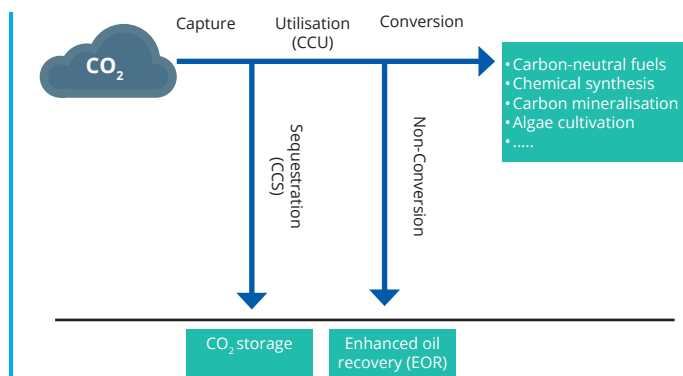 Capture
Utilisation
(CCU)
Conversion
CO₂
•Carbon-neutral fuels
•Chemical synthesis
•Carbon mineralisation
•Algae cultivation
•.....
Sequestration
(CCS)
Non-Conversion
CO₂ storage
Enhanced oil
recovery (EOR)